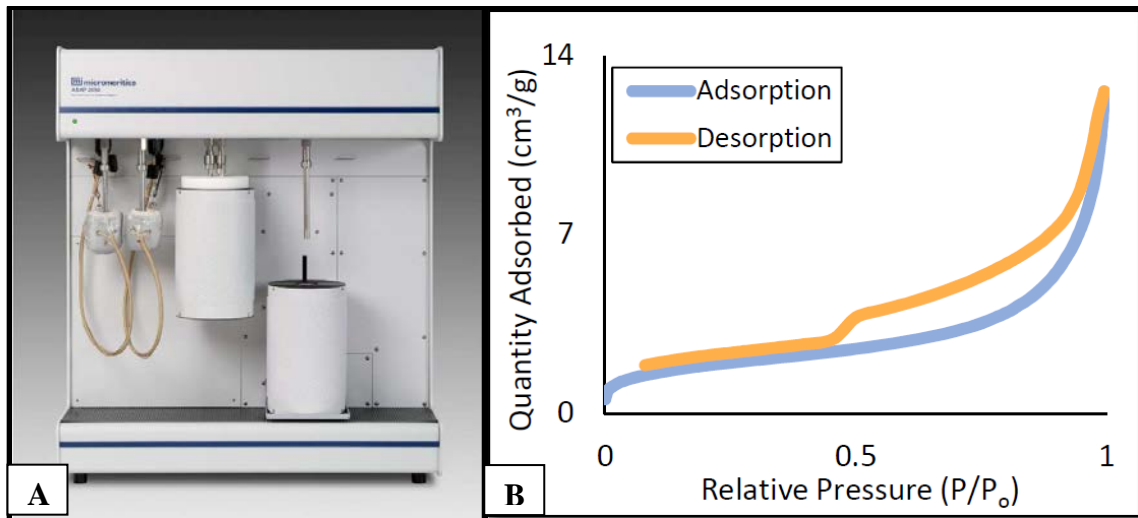 micromeritics
A
B
14
7
0
Quantity Adsorbed (cm³/g)
Adsorption
Desorption
0 0.5 1
Relative Pressure (P/Pₒ)